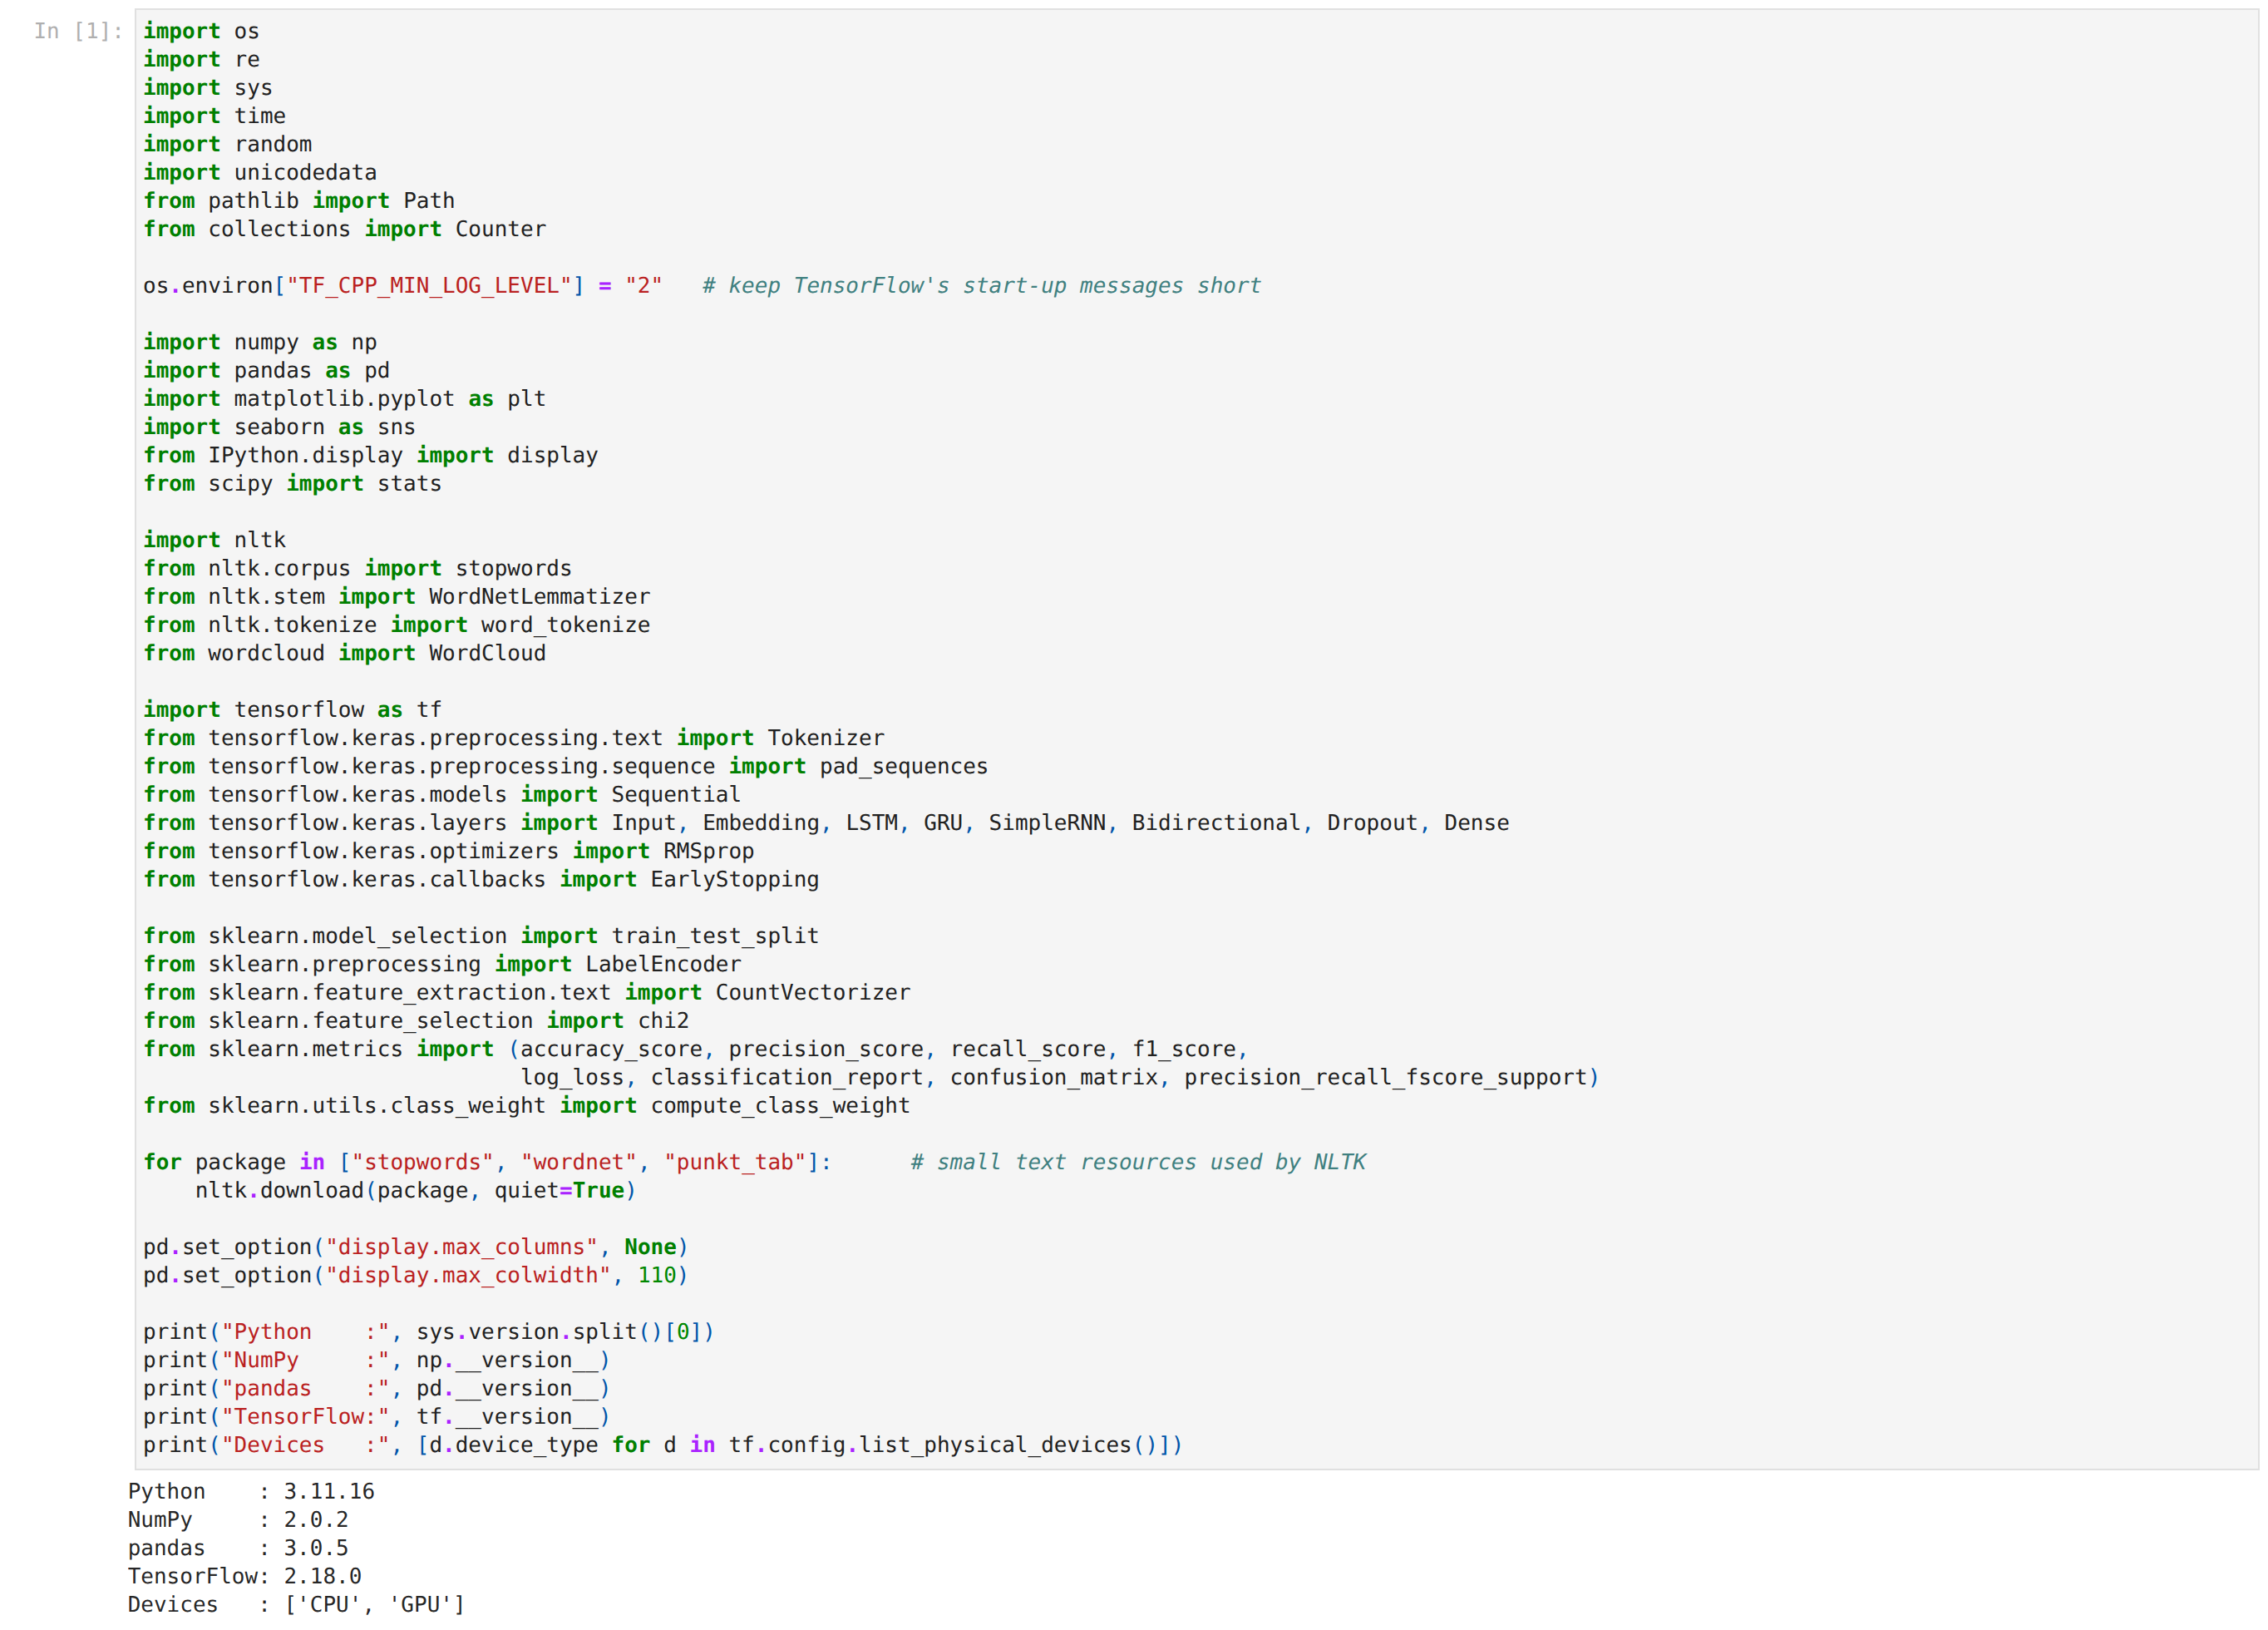 In [1]:
import os
import re
import sys
import time
import random
import unicodedata
from pathlib import Path
from collections import Counter

os.environ["TF_CPP_MIN_LOG_LEVEL"] = "2"   # keep TensorFlow's start-up messages short

import numpy as np
import pandas as pd
import matplotlib.pyplot as plt
import seaborn as sns
from IPython.display import display
from scipy import stats

import nltk
from nltk.corpus import stopwords
from nltk.stem import WordNetLemmatizer
from nltk.tokenize import word_tokenize
from wordcloud import WordCloud

import tensorflow as tf
from tensorflow.keras.preprocessing.text import Tokenizer
from tensorflow.keras.preprocessing.sequence import pad_sequences
from tensorflow.keras.models import Sequential
from tensorflow.keras.layers import Input, Embedding, LSTM, GRU, SimpleRNN, Bidirectional, Dropout, Dense
from tensorflow.keras.optimizers import RMSprop
from tensorflow.keras.callbacks import EarlyStopping

from sklearn.model_selection import train_test_split
from sklearn.preprocessing import LabelEncoder
from sklearn.feature_extraction.text import CountVectorizer
from sklearn.feature_selection import chi2
from sklearn.metrics import (accuracy_score, precision_score, recall_score, f1_score,
                             log_loss, classification_report, confusion_matrix, precision_recall_fscore_support)
from sklearn.utils.class_weight import compute_class_weight

for package in ["stopwords", "wordnet", "punkt_tab"]:      # small text resources used by NLTK
    nltk.download(package, quiet=True)

pd.set_option("display.max_columns", None)
pd.set_option("display.max_colwidth", 110)

print("Python    :", sys.version.split()[0])
print("NumPy     :", np.__version__)
print("pandas    :", pd.__version__)
print("TensorFlow:", tf.__version__)
print("Devices   :", [d.device_type for d in tf.config.list_physical_devices()])
Python    : 3.11.16
NumPy     : 2.0.2
pandas    : 3.0.5
TensorFlow: 2.18.0
Devices   : ['CPU', 'GPU']